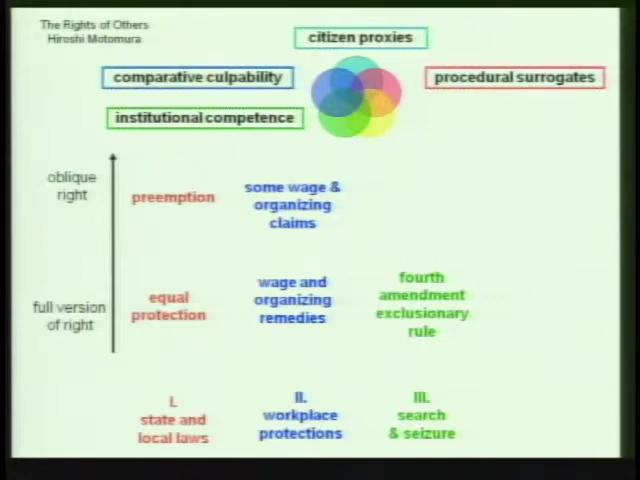 The Rights of Others
Hiroshi Motomura
citizen proxies
comparative culpability
procedural surrogates
institutional competence
oblique
right
preemption
some wage &
organizing
claims
full version
of right
equal
protection
wage and
organizing
remedies
fourth
amendment
exclusionary
rule
I.
state and
local laws
II.
workplace
protections
III.
search
& seizure